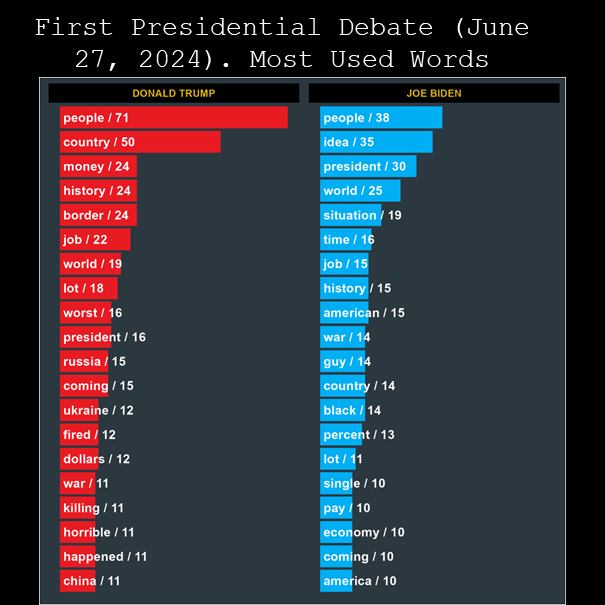 First Presidential Debate (June
27, 2024). Most Used Words
DONALD TRUMP
people / 71
country / 50
money / 24
history / 24
border / 24
job / 22
world / 19
lot / 18
worst / 16
president / 16
russia / 15
coming / 15
ukraine / 12
fired / 12
dollars / 12
war / 11
killing / 11
horrible / 11
happened / 11
china / 11
JOE BIDEN
people / 38
idea / 35
president / 30
world / 25
situation / 19
time / 16
job / 15
history / 15
american / 15
war / 14
guy / 14
country / 14
black / 14
percent / 13
lot / 11
single / 10
pay / 10
economy / 10
coming / 10
america / 10